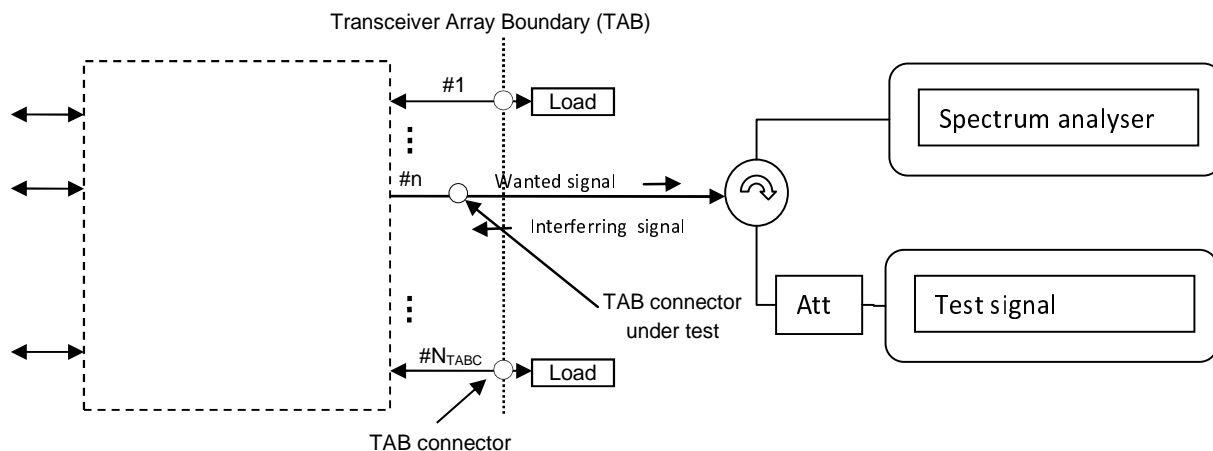 Transceiver Array Boundary (TAB)
#1
Load
Spectrum analyser
#n
Wanted signal
Interferring signal
TAB connector
under test
Att
Test signal
#NTABC
Load
TAB connector